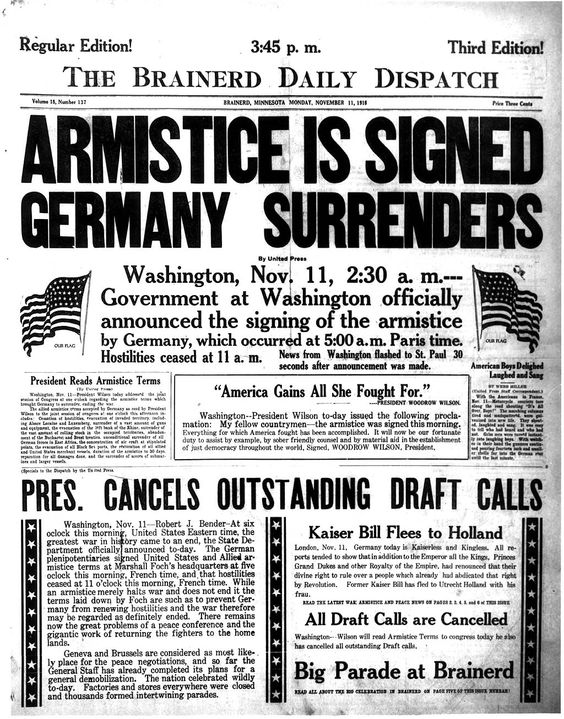 Regular Edition!
3:45 p. m.
Third Edition!
THE BRAINERD DAILY DISPATCH
Volume 18, Number 137
BRAINERD, MINNESOTA MONDAY, NOVEMBER 11, 1918
Price Three Cents
ARMISTICE IS SIGNED
GERMANY SURRENDERS
By United Press
Washington, Nov. 11, 2:30 a. m.---
Government at Washington officially
announced the signing of the armistice
by Germany, which occurred at 5:00 a. m. Paris time.
Hostilities ceased at 11 a. m.
News from Washington flashed to St. Paul 30
seconds after announcement was made.
OUR FLAG
OUR FLAG
President Reads Armistice Terms
(By United Press)
Washington, Nov. 11—President Wilson today addressed the joint
session of Congress at one o'clock regarding the armistice terms which
brought Germany to surrender, ending the war.
"America Gains All She Fought For."
—PRESIDENT WOODROW WILSON.
Washington--President Wilson to-day issued the following procla-
mation: My fellow countrymen—the armistice was signed this morning.
Everything for which America fought has been accomplished. It will now be our fortunate
duty to assist by example, by sober friendly counsel and by material aid in the establishment
of just democracy throughout the world. Signed, WOODROW WILSON, President.
American Boys Delighed
Laughed and Sang
By WEBB MILLER
(United Press Staff Correspondent.)
With the Americans in France,
(Specials to the Dispatch by the United Press.
PRES. CANCELS OUTSTANDING DRAFT CALLS
Washington, Nov. 11—Robert J. Bender—At six
oclock this morning, United States Eastern time, the
greatest war in history came to an end, the State De-
partment officially announced to-day. The German
plenipotentiaries signed United States and Allied ar-
mistice terms at Marshall Foch's headquarters at five
oclock this morning, French time, and that hostilities
ceased at 11 o'clock this morning, French time. While
an armistice merely halts war and does not end it the
terms laid down by Foch are such as to prevent Ger-
many from renewing hostilities and the war therefore
may be regarded as definitely ended. There remains
now the great problems of a peace conference and the
gigantic work of returning the fighters to the home
lands.
Geneva and Brussels are considered as most like-
ly place for the peace negotiations, and so far the
General Staff has already completed its plans for a
general demobilization. The nation celebrated wildly
to-day. Factories and stores everywhere were closed
and thousands formed intertwining parades.
Kaiser Bill Flees to Holland
London, Nov. 11, Germany today is Kaiserless and Kingless. All re-
ports tended to show that in addition to the Emperor all the Kings, Princes
Grand Dukes and other Royalty of the Empire, had renounced that their
divine right to rule over a people which already had abdicated that right
by Revolution. Former Kaiser Bill has fled to Utrecht Holland with his
frau.
READ THE LATEST WAR, ARMISTICE AND PEACE NEWS ON PAGES 2, 3, 4, 5 and 6 of THIS ISSUE
All Draft Calls are Cancelled
Washington--Wilson will read Armistice Terms to congress today he also
has cancelled all outstanding Draft calls.
Big Parade at Brainerd
READ ALL ABOUT THE BIG CELEBRATION IN BRAINERD ON PAGE FIVE OF THIS ISSUE HURRAH!